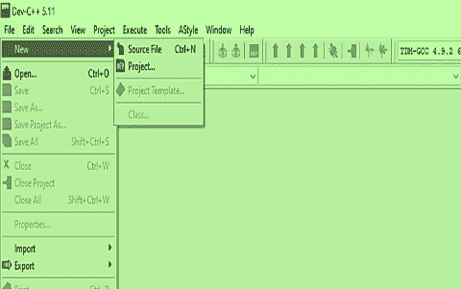 Dev-C++ 5.11
File Edit Search View Project Execute Tools AStyle Window Help
New
Source File Ctrl+N
TDM-GCC 4.9.2 6
Open... Ctrl+O
Project...
Save Ctrl+S
Project Template...
Save As...
Save Project As...
Class...
Save All Shift+Ctrl+S
Close Ctrl+W
Close Project
Close All Shift+Ctrl+W
Properties...
Import
Export